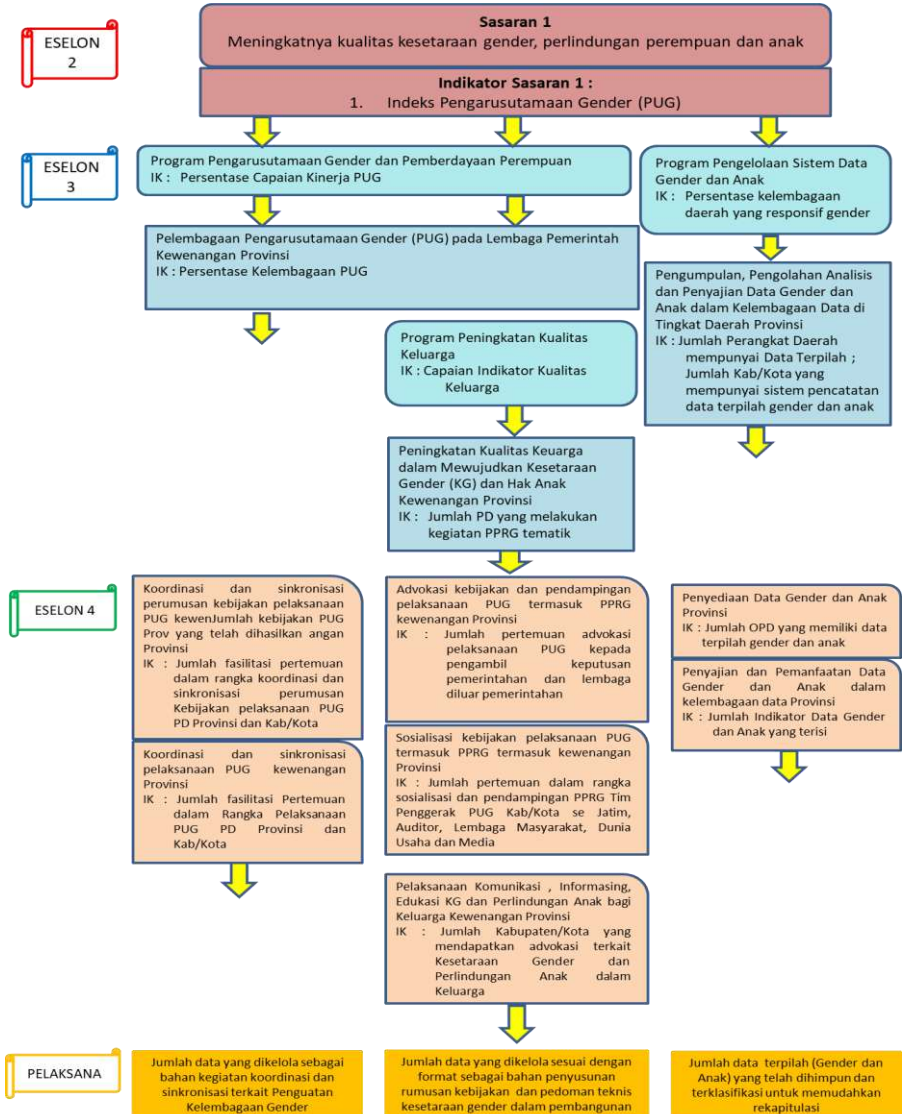 ESELON
2
Sasaran 1
Meningkatnya kualitas kesetaraan gender, perlindungan perempuan dan anak
Indikator Sasaran 1 :
1. Indeks Pengarusutamaan Gender (PUG)
ESELON
3
Program Pengarusutamaan Gender dan Pemberdayaan Perempuan
IK : Persentase Capaian Kinerja PUG
Program Pengelolaan Sistem Data
Gender dan Anak
IK : Persentase kelembagaan
daerah yang responsif gender
Pelembagaan Pengarusutamaan Gender (PUG) pada Lembaga Pemerintah
Kewenangan Provinsi
IK : Persentase Kelembagaan PUG
Pengumpulan, Pengolahan Analisis
dan Penyajian Data Gender dan
Anak dalam Kelembagaan Data di
Tingkat Daerah Provinsi
IK : Jumlah Perangkat Daerah
mempunyai Data Terpilah ;
Jumlah Kab/Kota yang
mempunyai sistem pencatatan
data terpilah gender dan anak
Program Peningkatan Kualitas
Keluarga
IK : Capaian Indikator Kualitas
Keluarga
Peningkatan Kualitas Keuarga
dalam Mewujudkan Kesetaraan
Gender (KG) dan Hak Anak
Kewenangan Provinsi
IK : Jumlah PD yang melakukan
kegiatan PPRG tematik
ESELON 4
Koordinasi dan sinkronisasi
perumusan kebijakan pelaksanaan
PUG kewenJumlah kebijakan PUG
Prov yang telah dihasilkan angan
Provinsi
IK : Jumlah fasilitasi pertemuan
dalam rangka koordinasi dan
sinkronisasi perumusan
Kebijakan pelaksanaan PUG
PD Provinsi dan Kab/Kota
Koordinasi dan sinkronisasi
pelaksanaan PUG kewenangan
Provinsi
IK : Jumlah fasilitasi Pertemuan
dalam Rangka Pelaksanaan
PUG PD Provinsi dan
Kab/Kota
Advokasi kebijakan dan pendampingan
pelaksanaan PUG termasuk PPRG
kewenangan Provinsi
IK : Jumlah pertemuan advokasi
pelaksanaan PUG kepada
pengambil keputusan
pemerintahan dan lembaga
diluar pemerintahan
Sosialisasi kebijakan pelaksanaan PUG
termasuk PPRG termasuk kewenangan
Provinsi
IK : Jumlah pertemuan dalam rangka
sosialisasi dan pendampingan PPRG Tim
Penggerak PUG Kab/Kota se Jatim,
Auditor, Lembaga Masyarakat, Dunia
Usaha dan Media
Pelaksanaan Komunikasi , Informasing,
Edukasi KG dan Perlindungan Anak bagi
Keluarga Kewenangan Provinsi
IK : Jumlah Kabupaten/Kota yang
mendapatkan advokasi terkait
Kesetaraan Gender dan
Perlindungan Anak dalam
Keluarga
Penyediaan Data Gender dan Anak
Provinsi
IK : Jumlah OPD yang memiliki data
terpilah gender dan anak
Penyajian dan Pemanfaatan Data
Gender dan Anak dalam
kelembagaan data Provinsi
IK : Jumlah Indikator Data Gender
dan Anak yang terisi
PELAKSANA
Jumlah data yang dikelola sebagai
bahan kegiatan koordinasi dan
sinkronisasi terkait Penguatan
Kelembagaan Gender
Jumlah data yang dikelola sesuai dengan
format sebagai bahan penyusunan
rumusan kebijakan dan pedoman teknis
kesetaraan gender dalam pembangunan
Jumlah data terpilah (Gender dan
Anak) yang telah dihimpun dan
terklasifikasi untuk memudahkan
rekapitulasi